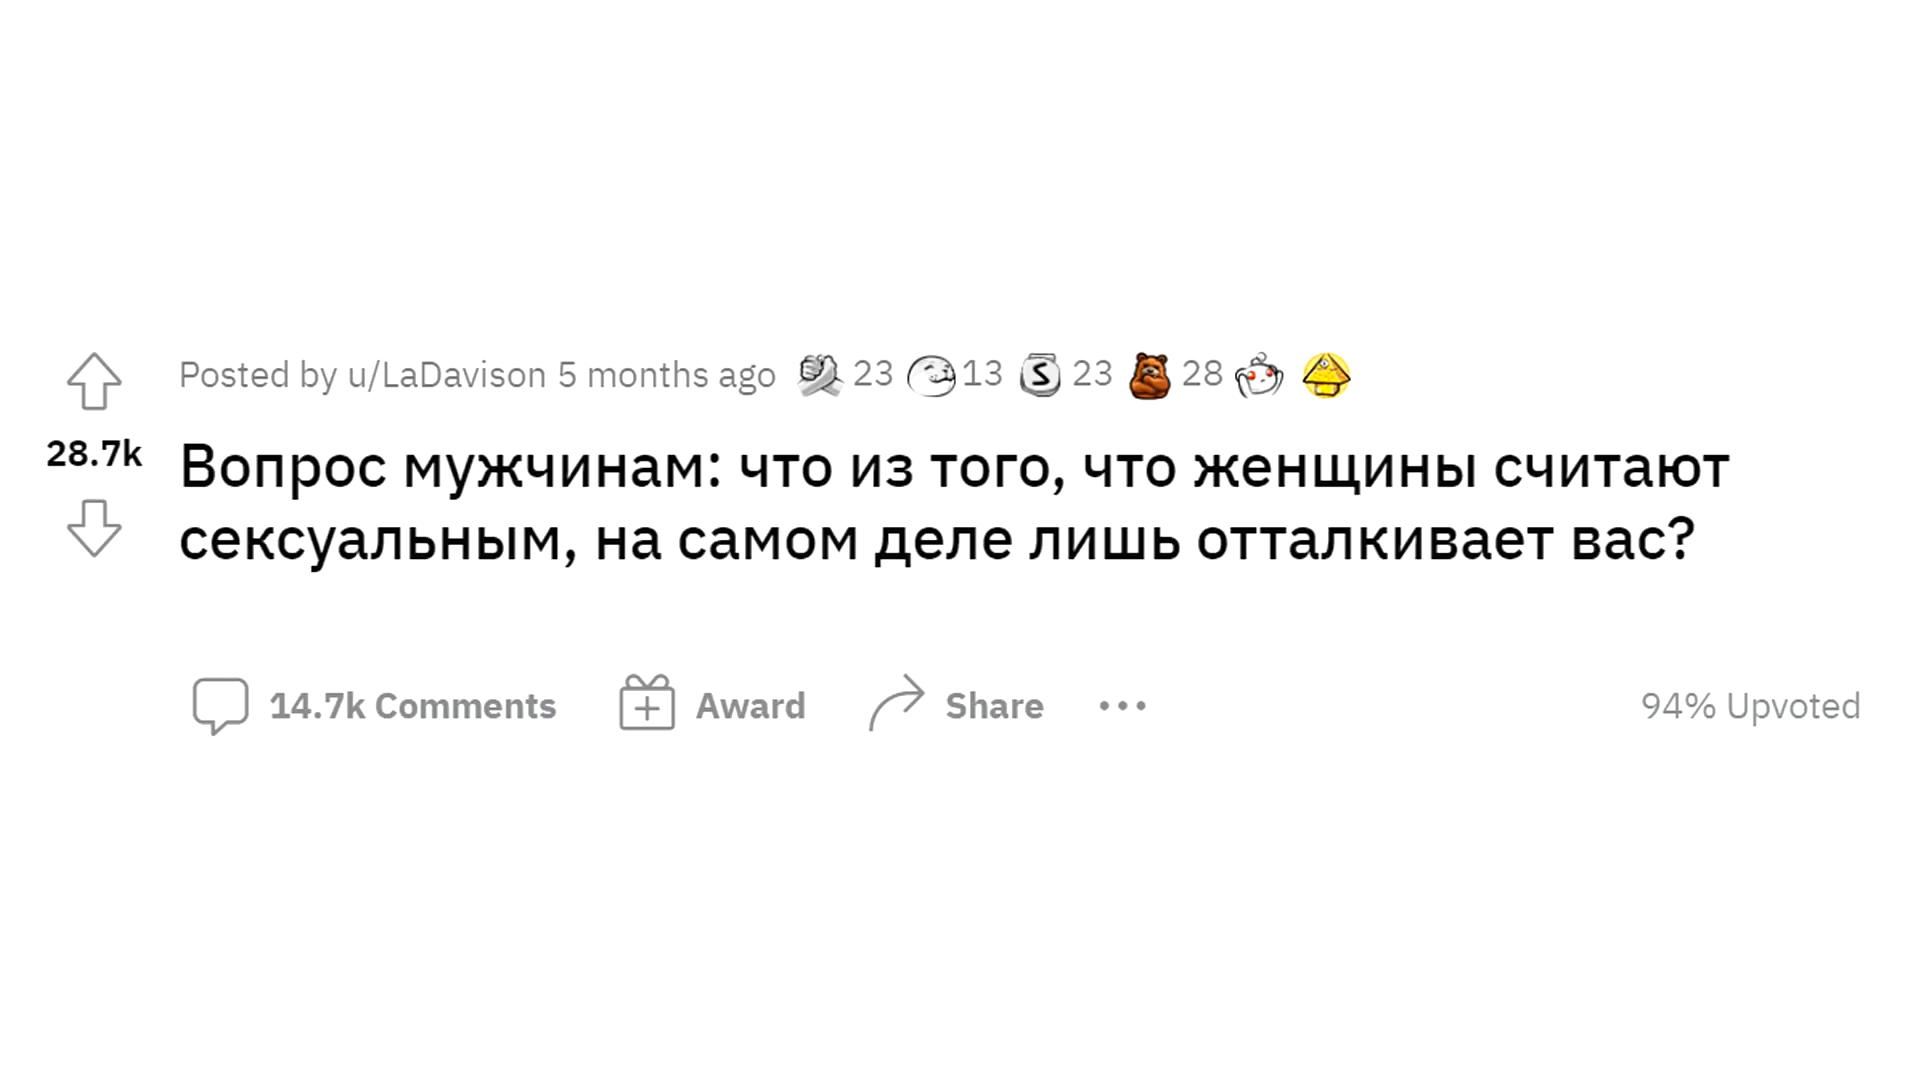 Posted by u/LaDavison 5 months ago 23 13 S 23 28
28.7k
Вопрос мужчинам: что из того, что женщины считают
сексуальным, на самом деле лишь отталкивает вас?
14.7k Comments Award Share 94% Upvoted